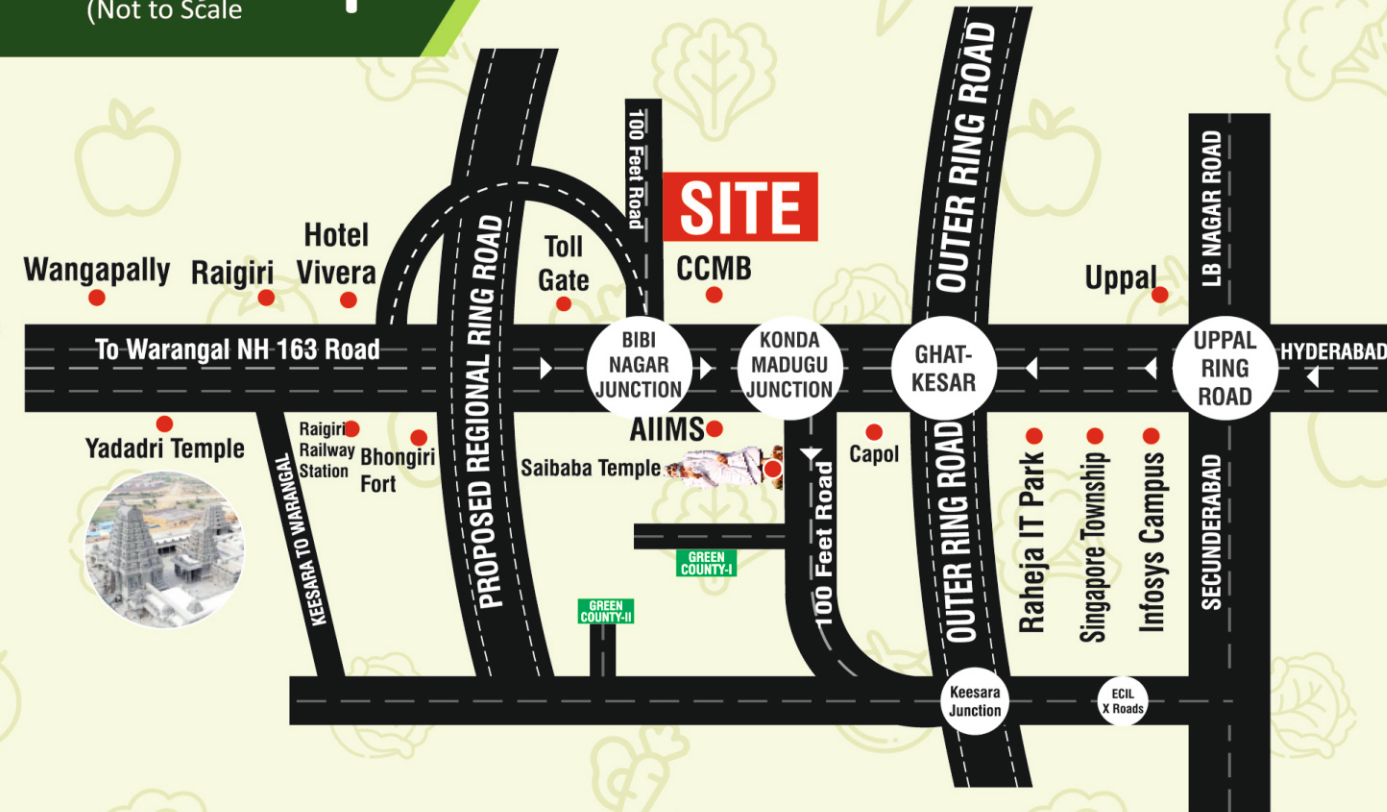 (Not to Scale
OUTER RING ROAD
100 Feet Road
LB NAGAR ROAD
SITE
Hotel
Vivera
Wangapally
Raigiri
Toll
Gate
CCMB
Uppal
PROPOSED REGIONAL RING ROAD
To Warangal NH 163 Road
BIBI
NAGAR
JUNCTION
KONDA
MADUGU
JUNCTION
GHAT-
KESAR
UPPAL
RING
ROAD
HYDERABAD
Yadadri Temple
KEESARA TO WARANGAL
Raigiri
Railway
Station
Bhongiri
Fort
AIIMS
Saibaba Temple
Capol
100 Feet Road
OUTER RING ROAD
Raheja IT Park
Singapore Township
Infosys Campus
SECUNDERABAD
GREEN
COUNTY-I
GREEN
COUNTY-II
Keesara
Junction
ECIL
X Roads